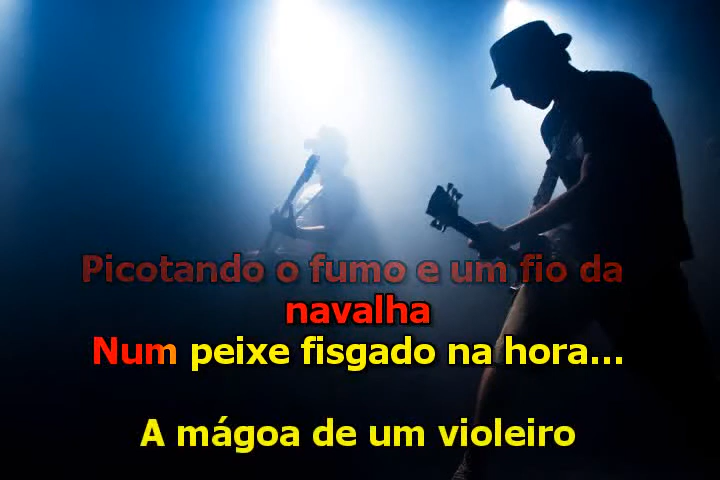 Picotando o fumo e um fio da
navalha
Num peixe fisgado na hora...
A mágoa de um violeiro